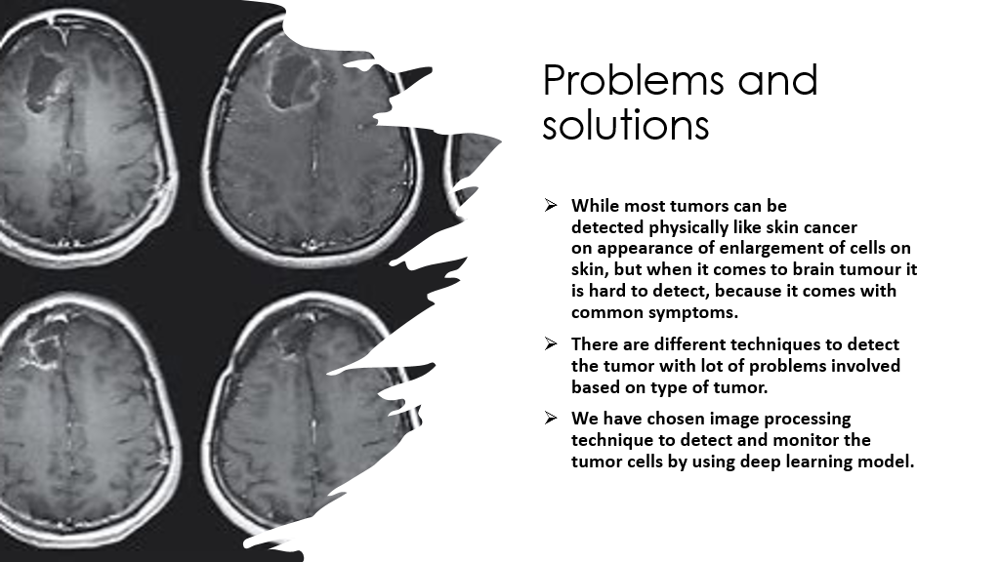 Problems and
solutions
While most tumors can be
detected physically like skin cancer
on appearance of enlargement of cells on
skin, but when it comes to brain tumour it
is hard to detect, because it comes with
common symptoms.
There are different techniques to detect
the tumor with lot of problems involved
based on type of tumor.
We have chosen image processing
technique to detect and monitor the
tumor cells by using deep learning model.